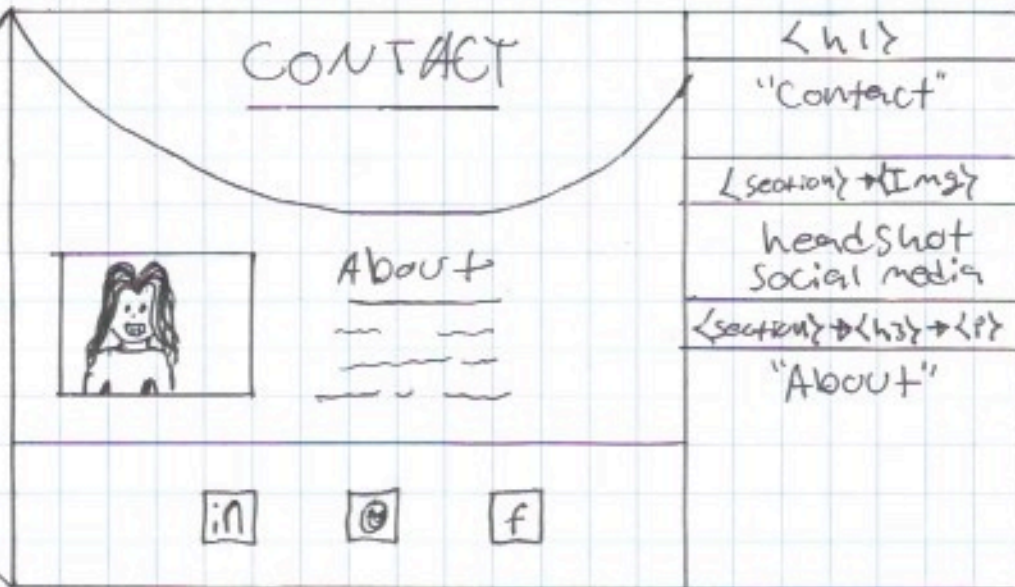 CONTACT
About
in
f
<h1>
"Contact"
<section> → <Img>
headshot
social media
<section> → <h3> → <P>
"About"